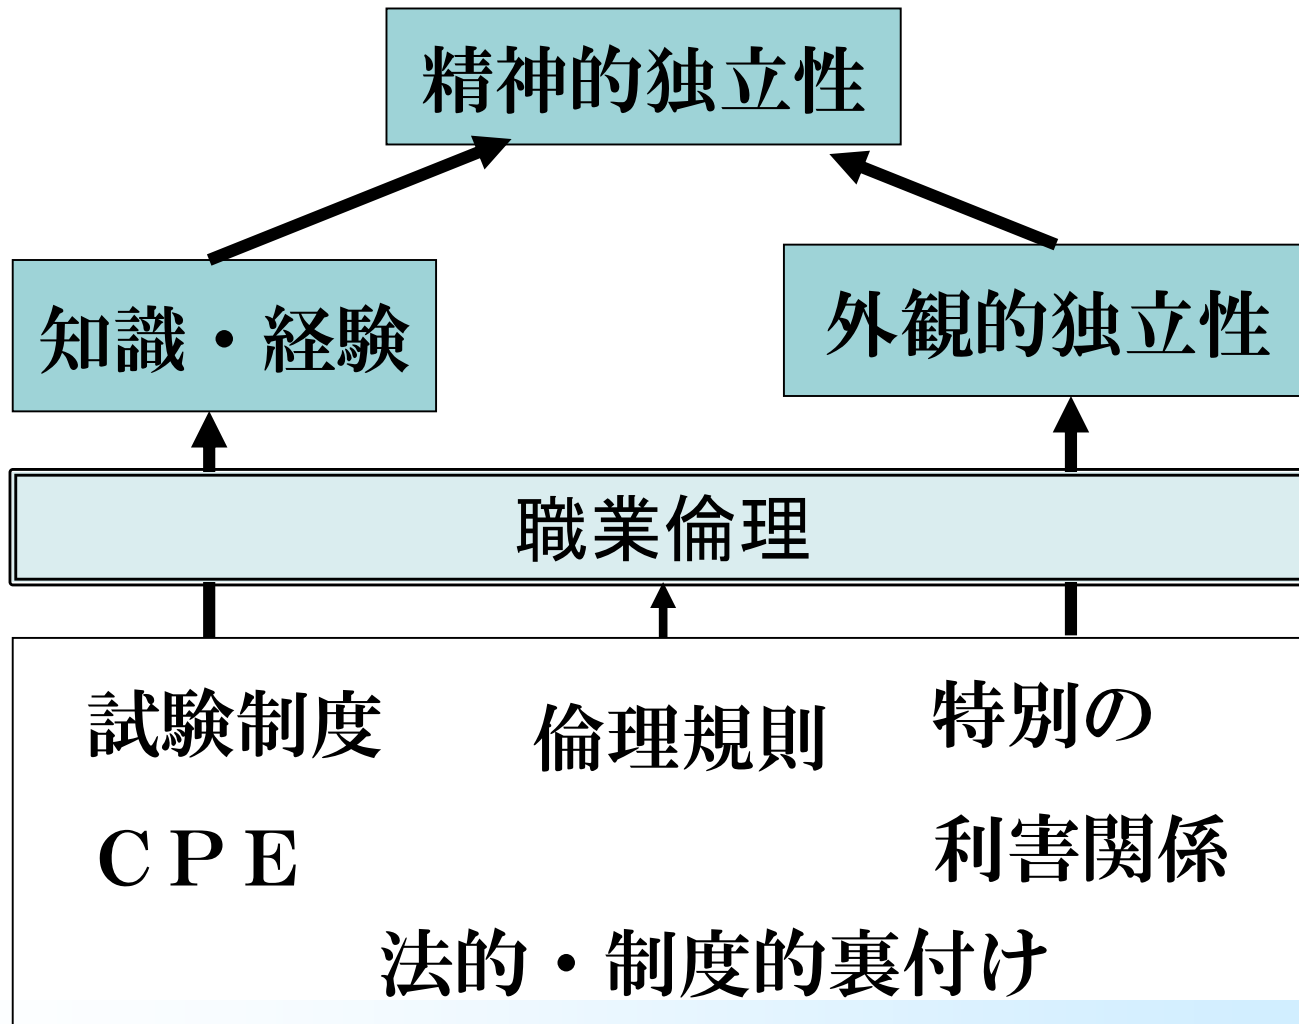 精神的独立性
知識・経験
外観的独立性
職業倫理
試験制度
倫理規則
特別の
ＣＰＥ
利害関係
法的・制度的裏付け